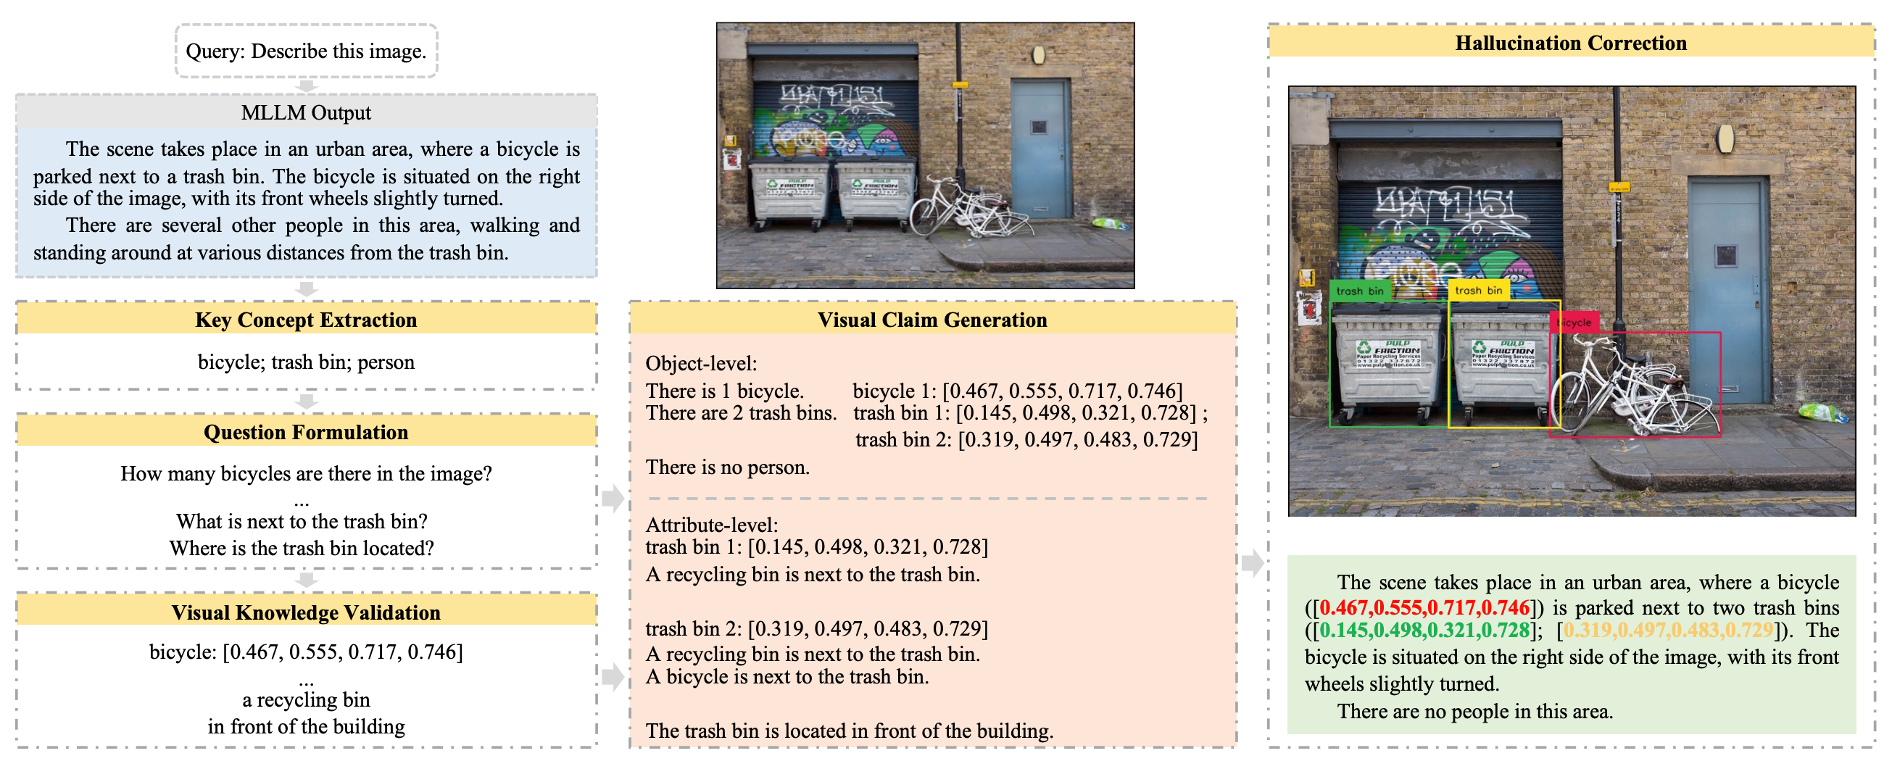 Query: Describe this image.
MLLM Output
The scene takes place in an urban area, where a bicycle is
parked next to a trash bin. The bicycle is situated on the right
side of the image, with its front wheels slightly turned.
There are several other people in this area, walking and
standing around at various distances from the trash bin.
Key Concept Extraction
bicycle; trash bin; person
Question Formulation
How many bicycles are there in the image?
...
What is next to the trash bin?
Where is the trash bin located?
Visual Knowledge Validation
bicycle: [0.467, 0.555, 0.717, 0.746]
...
a recycling bin
in front of the building
PULP
FRICTION
PULP
FRICTION
Visual Claim Generation
Object-level:
There is 1 bicycle. bicycle 1: [0.467, 0.555, 0.717, 0.746]
There are 2 trash bins. trash bin 1: [0.145, 0.498, 0.321, 0.728] ;
trash bin 2: [0.319, 0.497, 0.483, 0.729]
There is no person.
Attribute-level:
trash bin 1: [0.145, 0.498, 0.321, 0.728]
A recycling bin is next to the trash bin.
trash bin 2: [0.319, 0.497, 0.483, 0.729]
A recycling bin is next to the trash bin.
A bicycle is next to the trash bin.
The trash bin is located in front of the building.
Hallucination Correction
trash bin
trash bin
bicycle
PULP
FRICTION
Paper Recycling Services
PULP
FRICTION
Paper Recycling Services
The scene takes place in an urban area, where a bicycle
([0.467,0.555,0.717,0.746]) is parked next to two trash bins
([0.145,0.498,0.321,0.728]; [0.319,0.497,0.483,0.729]). The
bicycle is situated on the right side of the image, with its front
wheels slightly turned.
There are no people in this area.